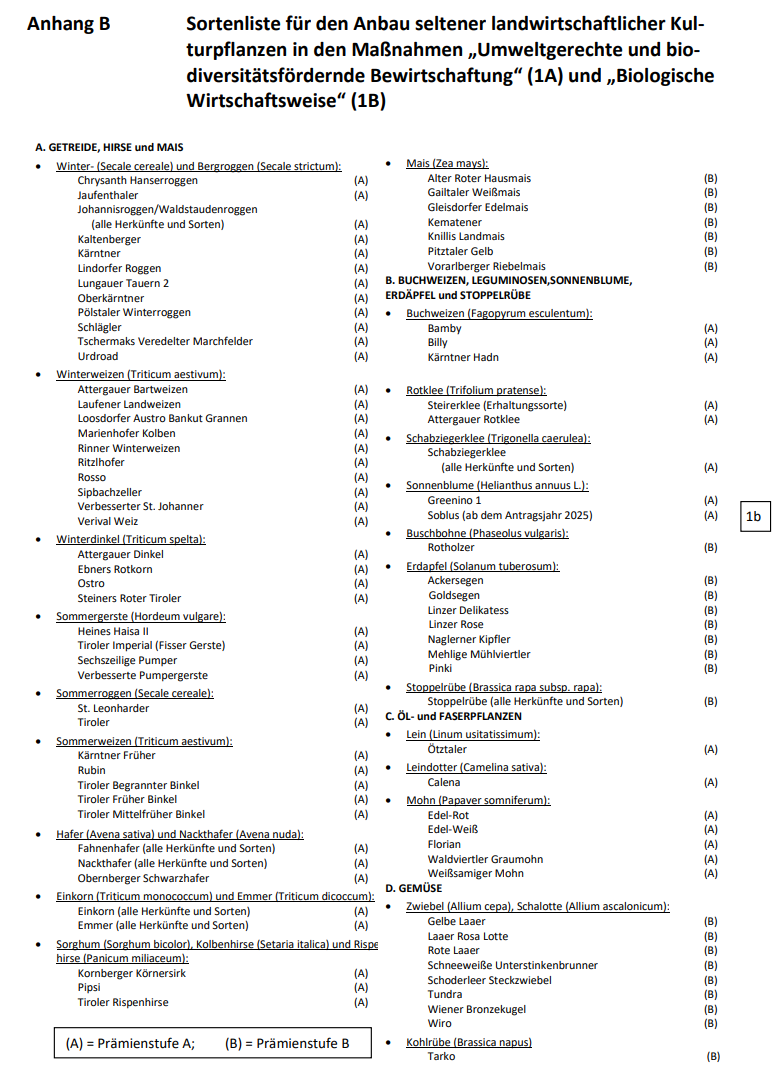 Anhang B
Sortenliste für den Anbau seltener landwirtschaftlicher Kul-
turpflanzen in den Maßnahmen „Umweltgerechte und bio-
diversitätsfördernde Bewirtschaftung“ (1A) und „Biologische
Wirtschaftsweise“ (1B)
A. GETREIDE, HIRSE und MAIS
• Winter- (Secale cereale) und Bergroggen (Secale strictum):
Chrysanth Hanserroggen (A)
Jaufenthaler (A)
Johannisroggen/Waldstaudenroggen
(alle Herkünfte und Sorten) (A)
Kaltenberger (A)
Kärntner (A)
Lindorfer Roggen (A)
Lungauer Tauern 2 (A)
Oberkärntner (A)
Pölstaler Winterroggen (A)
Schlägler (A)
Tschermaks Veredelter Marchfelder (A)
Urdroad (A)
• Winterweizen (Triticum aestivum):
Attergauer Bartweizen (A)
Laufener Landweizen (A)
Loosdorfer Austro Bankut Grannen (A)
Marienhofer Kolben (A)
Rinner Winterweizen (A)
Ritzlhofer (A)
Rosso (A)
Sipbachzeller (A)
Verbesserter St. Johanner (A)
Verival Weiz (A)
• Winterdinkel (Triticum spelta):
Attergauer Dinkel (A)
Ebners Rotkorn (A)
Ostro (A)
Steiners Roter Tiroler (A)
• Sommergerste (Hordeum vulgare):
Heines Haisa II (A)
Tiroler Imperial (Fisser Gerste) (A)
Sechszeilige Pumper (A)
Verbesserte Pumpergerste (A)
• Sommerroggen (Secale cereale):
St. Leonharder (A)
Tiroler (A)
• Sommerweizen (Triticum aestivum):
Kärntner Früher (A)
Rubin (A)
Tiroler Begrannter Binkel (A)
Tiroler Früher Binkel (A)
Tiroler Mittelfrüher Binkel (A)
• Hafer (Avena sativa) und Nackthafer (Avena nuda):
Fahnenhafer (alle Herkünfte und Sorten) (A)
Nackthafer (alle Herkünfte und Sorten) (A)
Obernberger Schwarzhafer (A)
• Einkorn (Triticum monococcum) und Emmer (Triticum dicoccum):
Einkorn (alle Herkünfte und Sorten) (A)
Emmer (alle Herkünfte und Sorten) (A)
• Sorghum (Sorghum bicolor), Kolbenhirse (Setaria italica) und Rispe
hirse (Panicum miliaceum):
Kornberger Körnersirk (A)
Pipsi (A)
Tiroler Rispenhirse (A)
(A) = Prämienstufe A; (B) = Prämienstufe B
• Mais (Zea mays):
Alter Roter Hausmais (B)
Gailtaler Weißmais (B)
Gleisdorfer Edelmais (B)
Kematener (B)
Knillis Landmais (B)
Pitztaler Gelb (B)
Vorarlberger Riebelmais (B)
B. BUCHWEIZEN, LEGUMINOSEN,SONNENBLUME,
ERDÄPFEL und STOPPELRÜBE
• Buchweizen (Fagopyrum esculentum):
Bamby (A)
Billy (A)
Kärntner Hadn (A)
• Rotklee (Trifolium pratense):
Steirerklee (Erhaltungssorte) (A)
Attergauer Rotklee (A)
• Schabziegerklee (Trigonella caerulea):
Schabziegerklee
(alle Herkünfte und Sorten) (A)
• Sonnenblume (Helianthus annuus L.):
Greenino 1 (A)
Soblus (ab dem Antragsjahr 2025) (A)
• Buschbohne (Phaseolus vulgaris):
Rotholzer (B)
• Erdapfel (Solanum tuberosum):
Ackersegen (B)
Goldsegen (B)
Linzer Delikatess (B)
Linzer Rose (B)
Naglerner Kipfler (B)
Mehlige Mühlviertler (B)
Pinki (B)
• Stoppelrübe (Brassica rapa subsp. rapa):
Stoppelrübe (alle Herkünfte und Sorten) (B)
C. ÖL- und FASERPFLANZEN
• Lein (Linum usitatissimum):
Ötztaler (A)
• Leindotter (Camelina sativa):
Calena (A)
• Mohn (Papaver somniferum):
Edel-Rot (A)
Edel-Weiß (A)
Florian (A)
Waldviertler Graumohn (A)
Weißsamiger Mohn (A)
D. GEMÜSE
• Zwiebel (Allium cepa), Schalotte (Allium ascalonicum):
Gelbe Laaer (B)
Laaer Rosa Lotte (B)
Rote Laaer (B)
Schneeweiße Unterstinkenbrunner (B)
Schoderleer Steckzwiebel (B)
Tundra (B)
Wiener Bronzekugel (B)
Wiro (B)
• Kohlrübe (Brassica napus)
Tarko (B)
1b